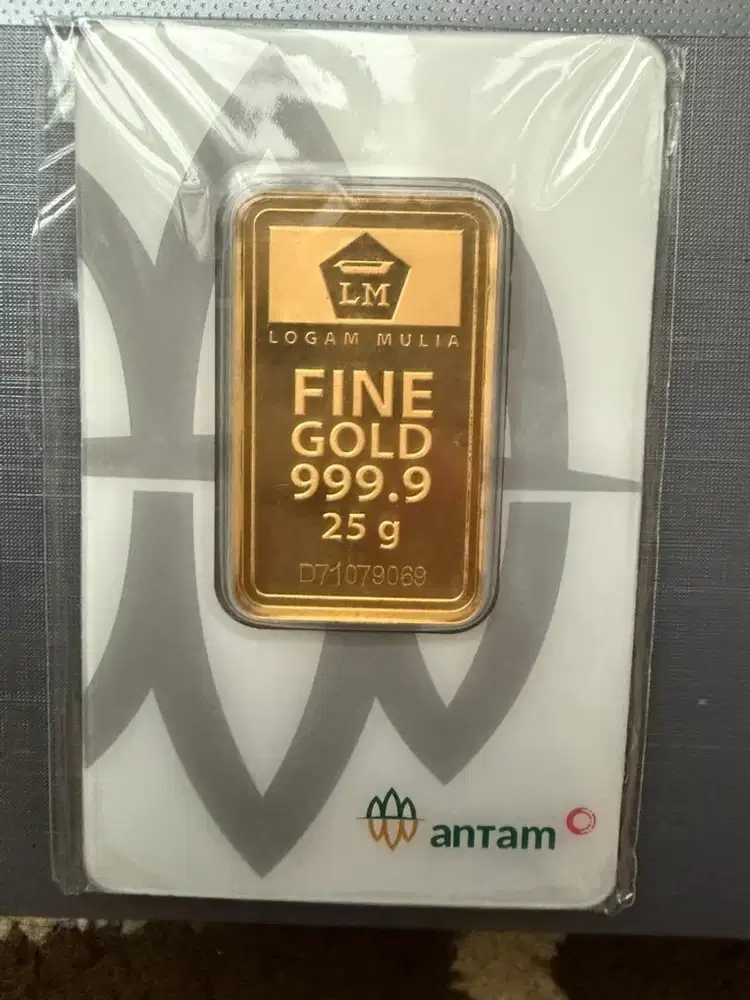 LM
LOGAM MULIA
FINE
GOLD
999.9
25 g
D71079069
antam